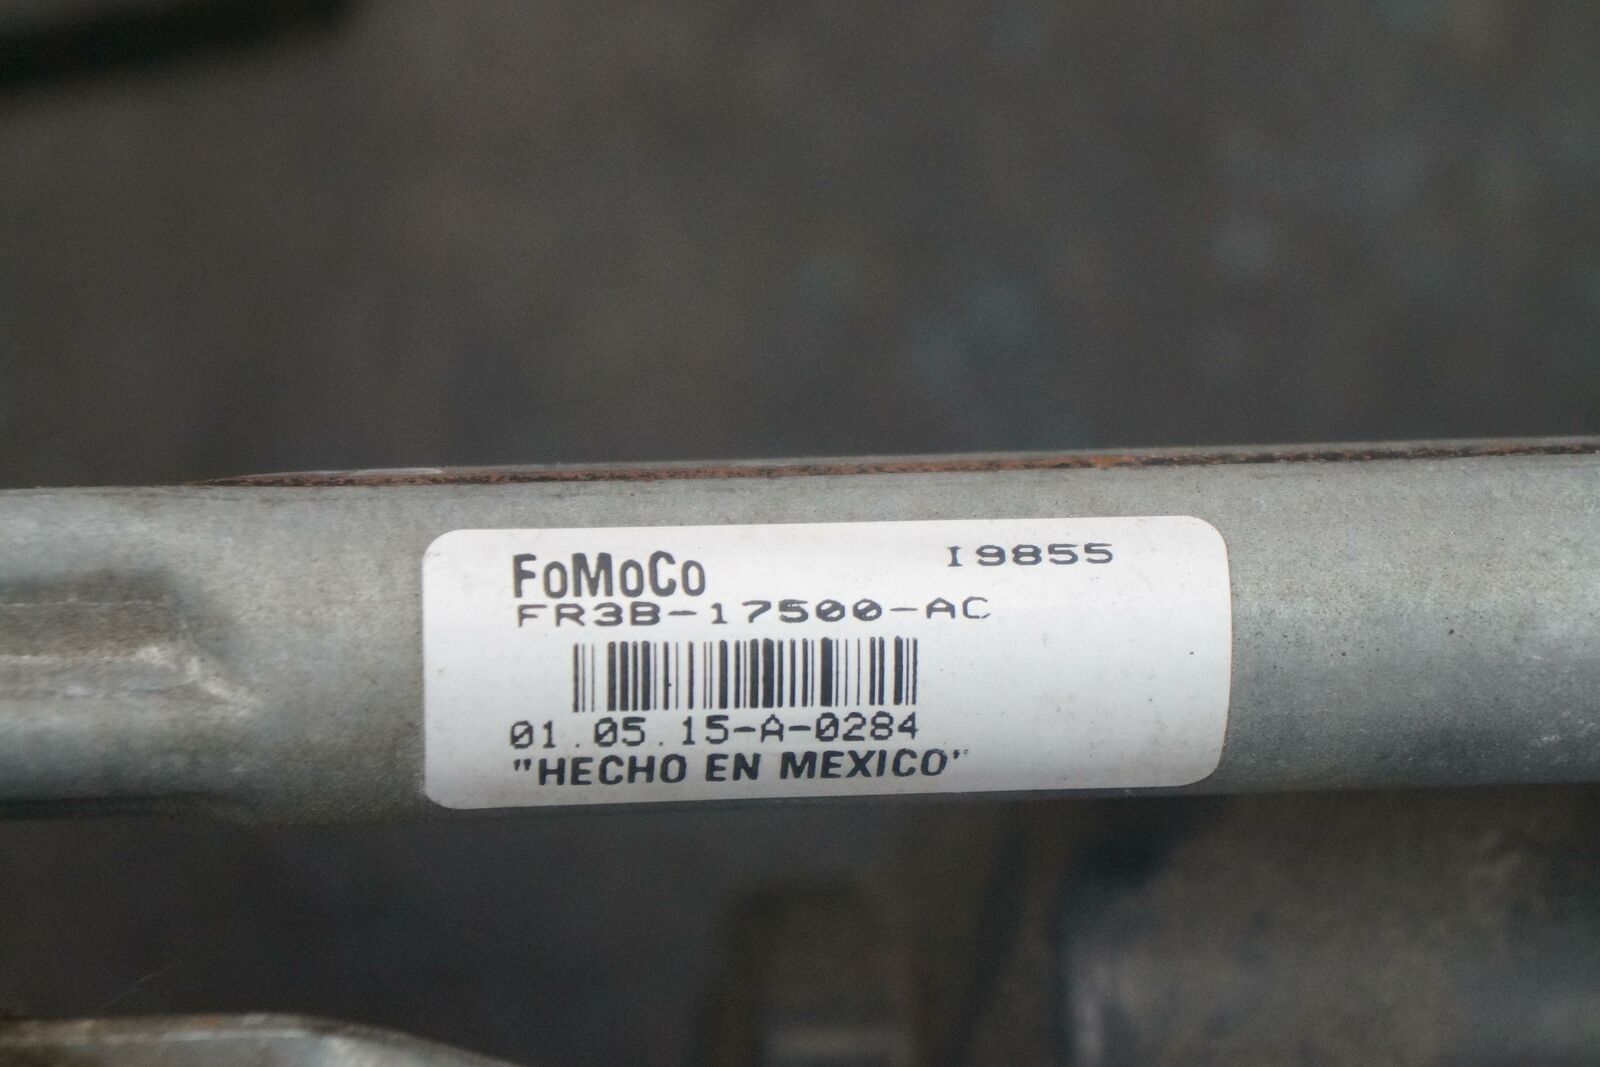 FoMoCo I9855
FR3B-17500-AC
01.05.15-A-0284
"HECHO EN MEXICO"